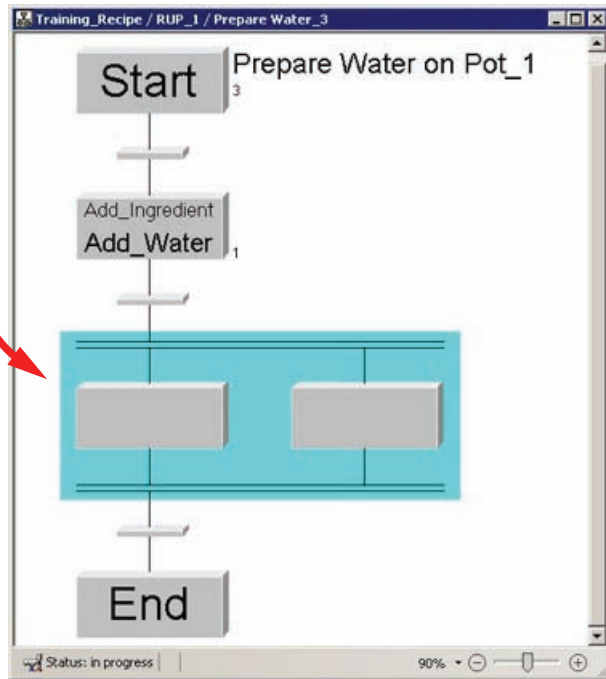 Training_Recipe / RUP_1 / Prepare Water_3
Start
Prepare Water on Pot_1
3
Add_Ingredient
Add_Water
1
End
Status: in progress
90%